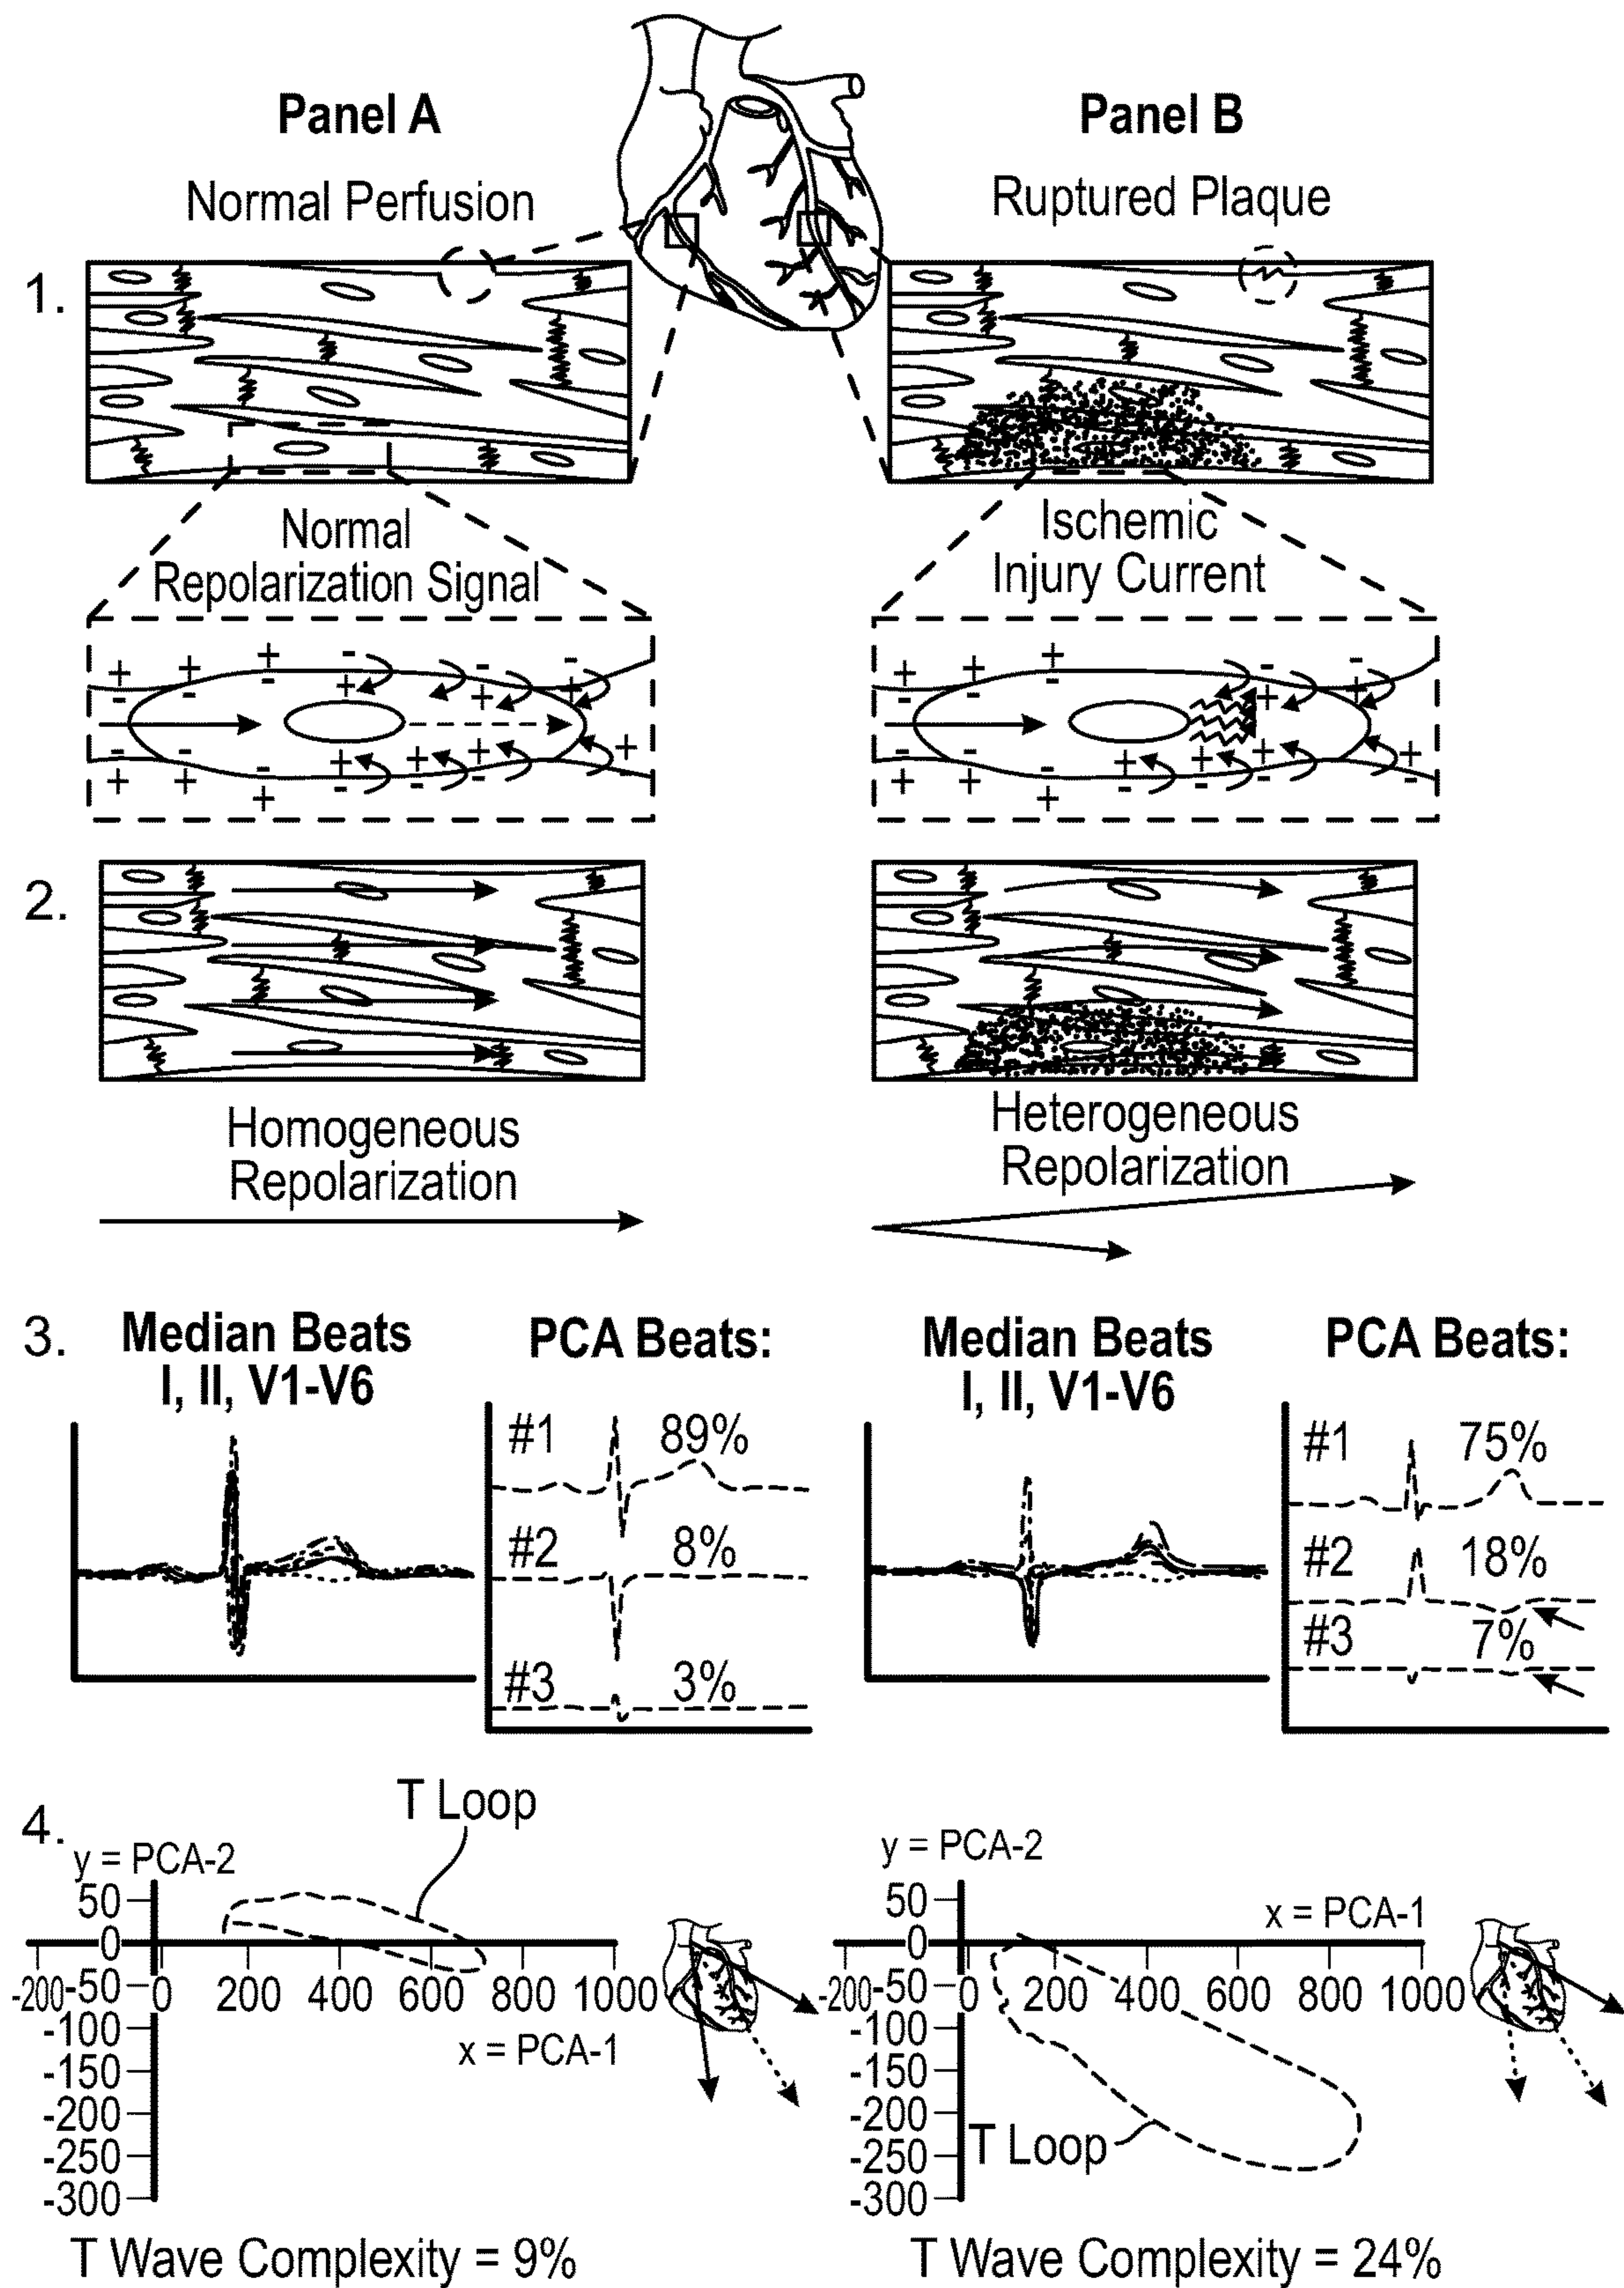 Panel A
Panel B
Normal Perfusion
Ruptured Plaque
1.
Normal
Repolarization Signal
Ischemic
Injury Current
+ + + - - -
- - - + + +
- - - + + + +
+ + + - - -
+ + + - -
- - - + +
- - - + + + +
+ + + - - - -
2.
Homogeneous
Repolarization
Heterogeneous
Repolarization
3.
Median Beats
I, II, V1-V6
PCA Beats:
#1 89%
#2 8%
#3 3%
Median Beats
I, II, V1-V6
PCA Beats:
#1 75%
#2 18%
#3 7%
4.
T Loop
y = PCA-2
50
0
-50
-100
-150
-200
-250
-300
-200 0 200 400 600 800 1000
x = PCA-1
T Wave Complexity = 9%
y = PCA-2
x = PCA-1
50
0
-50
-100
-150
-200
-250
-300
-200 0 200 400 600 800 1000
T Loop
T Wave Complexity = 24%